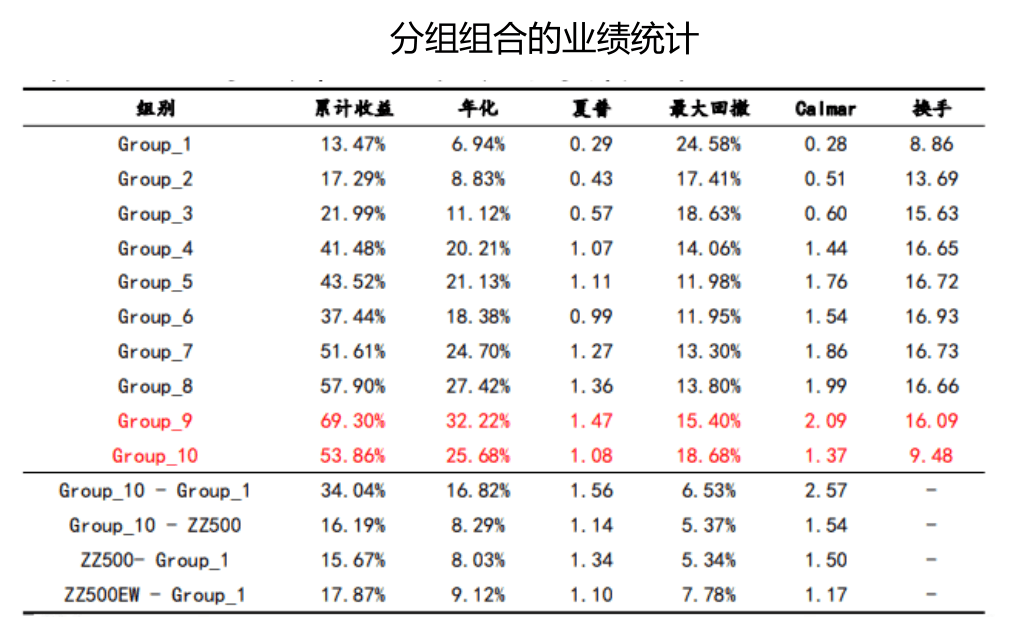 分组组合的业绩统计
组别 累计收益 年化 夏普 最大回撤 Calmar 换手
Group_1 13.47% 6.94% 0.29 24.58% 0.28 8.86
Group_2 17.29% 8.83% 0.43 17.41% 0.51 13.69
Group_3 21.99% 11.12% 0.57 18.63% 0.60 15.63
Group_4 41.48% 20.21% 1.07 14.06% 1.44 16.65
Group_5 43.52% 21.13% 1.11 11.98% 1.76 16.72
Group_6 37.44% 18.38% 0.99 11.95% 1.54 16.93
Group_7 51.61% 24.70% 1.27 13.30% 1.86 16.73
Group_8 57.90% 27.42% 1.36 13.80% 1.99 16.66
Group_9 69.30% 32.22% 1.47 15.40% 2.09 16.09
Group_10 53.86% 25.68% 1.08 18.68% 1.37 9.48
Group_10 - Group_1 34.04% 16.82% 1.56 6.53% 2.57 -
Group_10 - ZZ500 16.19% 8.29% 1.14 5.37% 1.54 -
ZZ500- Group_1 15.67% 8.03% 1.34 5.34% 1.50 -
ZZ500EW - Group_1 17.87% 9.12% 1.10 7.78% 1.17 -